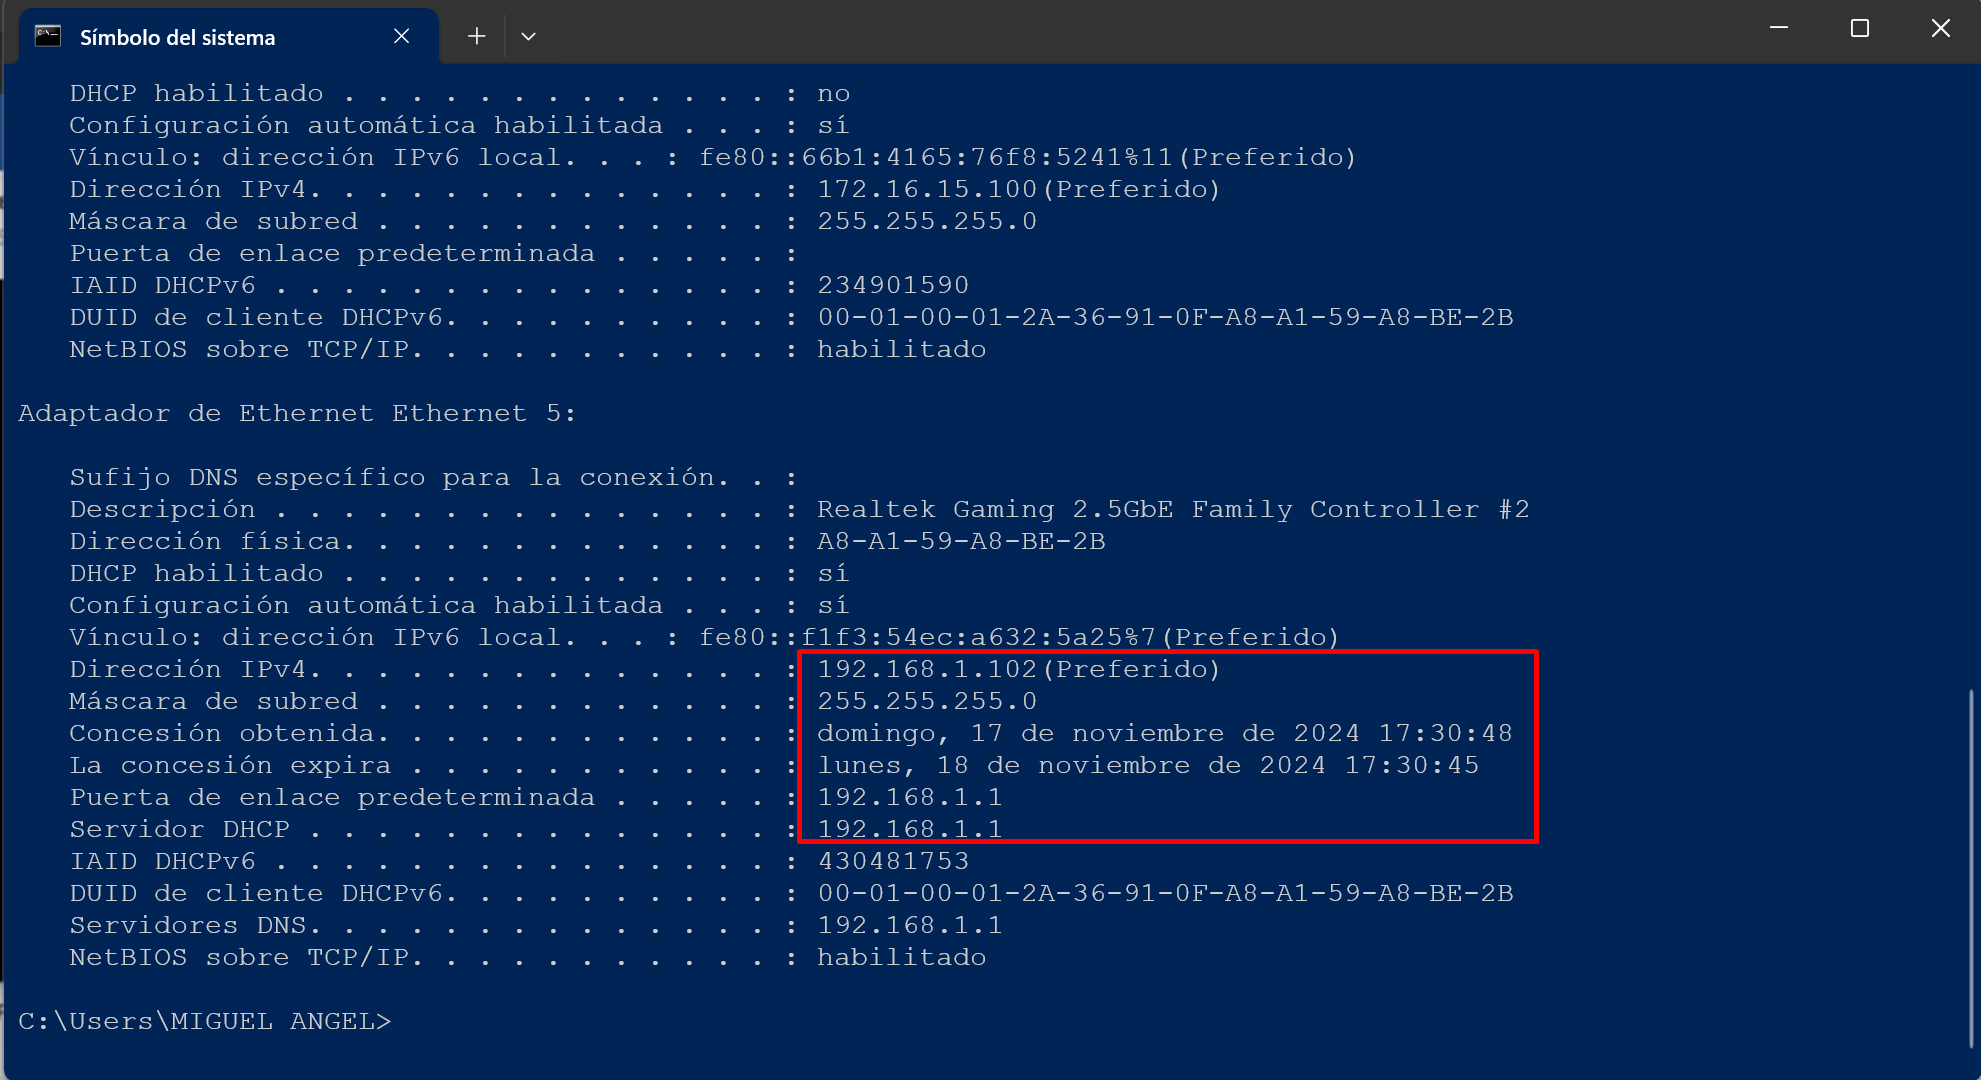 Símbolo del sistema
DHCP habilitado . . . . . . . . . . . . . : no
Configuración automática habilitada . . . : sí
Vínculo: dirección IPv6 local. . . : fe80::66b1:4165:76f8:5241%11(Preferido)
Dirección IPv4. . . . . . . . . . . . . . : 172.16.15.100(Preferido)
Máscara de subred . . . . . . . . . . . . : 255.255.255.0
Puerta de enlace predeterminada . . . . . :
IAID DHCPv6 . . . . . . . . . . . . . . . : 234901590
DUID de cliente DHCPv6. . . . . . . . . . : 00-01-00-01-2A-36-91-0F-A8-A1-59-A8-BE-2B
NetBIOS sobre TCP/IP. . . . . . . . . . . : habilitado
Adaptador de Ethernet Ethernet 5:
Sufijo DNS específico para la conexión. . :
Descripción . . . . . . . . . . . . . . . : Realtek Gaming 2.5GbE Family Controller #2
Dirección física. . . . . . . . . . . . . : A8-A1-59-A8-BE-2B
DHCP habilitado . . . . . . . . . . . . . : sí
Configuración automática habilitada . . . : sí
Vínculo: dirección IPv6 local. . . : fe80::f1f3:54ec:a632:5a25%7(Preferido)
Dirección IPv4. . . . . . . . . . . . . . : 192.168.1.102(Preferido)
Máscara de subred . . . . . . . . . . . . : 255.255.255.0
Concesión obtenida. . . . . . . . . . . . : domingo, 17 de noviembre de 2024 17:30:48
La concesión expira . . . . . . . . . . . : lunes, 18 de noviembre de 2024 17:30:45
Puerta de enlace predeterminada . . . . . : 192.168.1.1
Servidor DHCP . . . . . . . . . . . . . . : 192.168.1.1
IAID DHCPv6 . . . . . . . . . . . . . . . : 430481753
DUID de cliente DHCPv6. . . . . . . . . . : 00-01-00-01-2A-36-91-0F-A8-A1-59-A8-BE-2B
Servidores DNS. . . . . . . . . . . . . . : 192.168.1.1
NetBIOS sobre TCP/IP. . . . . . . . . . . : habilitado
C:\Users\MIGUEL ANGEL>